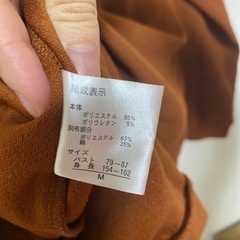 組成表示
本体
ポリエステル 95%
ポリウレタン 5%
別布部分
ポリエステル 65%
綿 35%
サイズ
バスト 79~87
身長 154~162
M